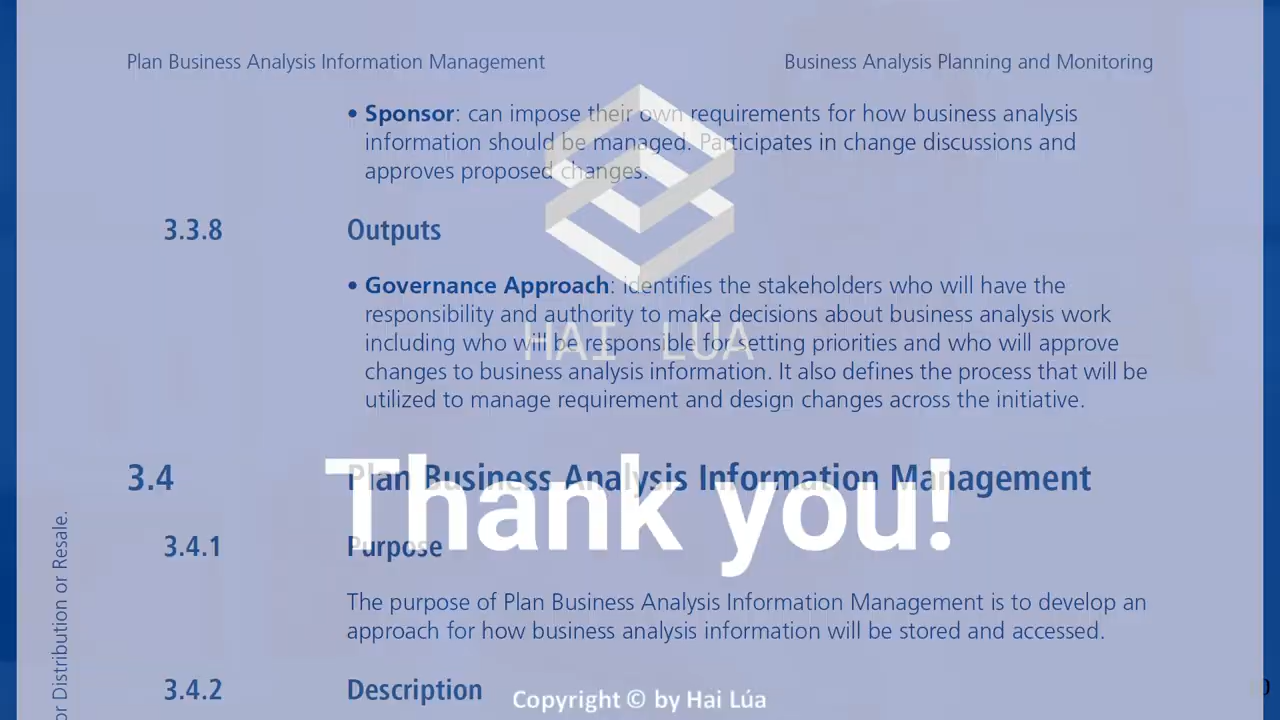 Plan Business Analysis Information Management
Business Analysis Planning and Monitoring
• Sponsor: can impose their own requirements for how business analysis
information should be managed. Participates in change discussions and
approves proposed changes.
3.3.8 Outputs
• Governance Approach: identifies the stakeholders who will have the
responsibility and authority to make decisions about business analysis work
including who will be responsible for setting priorities and who will approve
changes to business analysis information. It also defines the process that will be
utilized to manage requirement and design changes across the initiative.
HAI LÚA
3.4 Plan Business Analysis Information Management
Thank you!
3.4.1 Purpose
The purpose of Plan Business Analysis Information Management is to develop an
approach for how business analysis information will be stored and accessed.
3.4.2 Description
Copyright © by Hai Lúa
or Distribution or Resale.